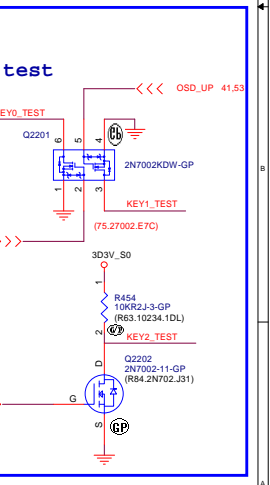 test
OSD_UP 41,53
EY0_TEST
Q2201
6
5
4
2N7002KDW-GP
1
2
3
KEY1_TEST
(75.27002.E7C)
3D3V_S0
1
R454
10KR2J-3-GP
(R63.10234.1DL)
2
KEY2_TEST
D
Q2202
2N7002-11-GP
(R84.2N702.J31)
G
S
GP
B
A